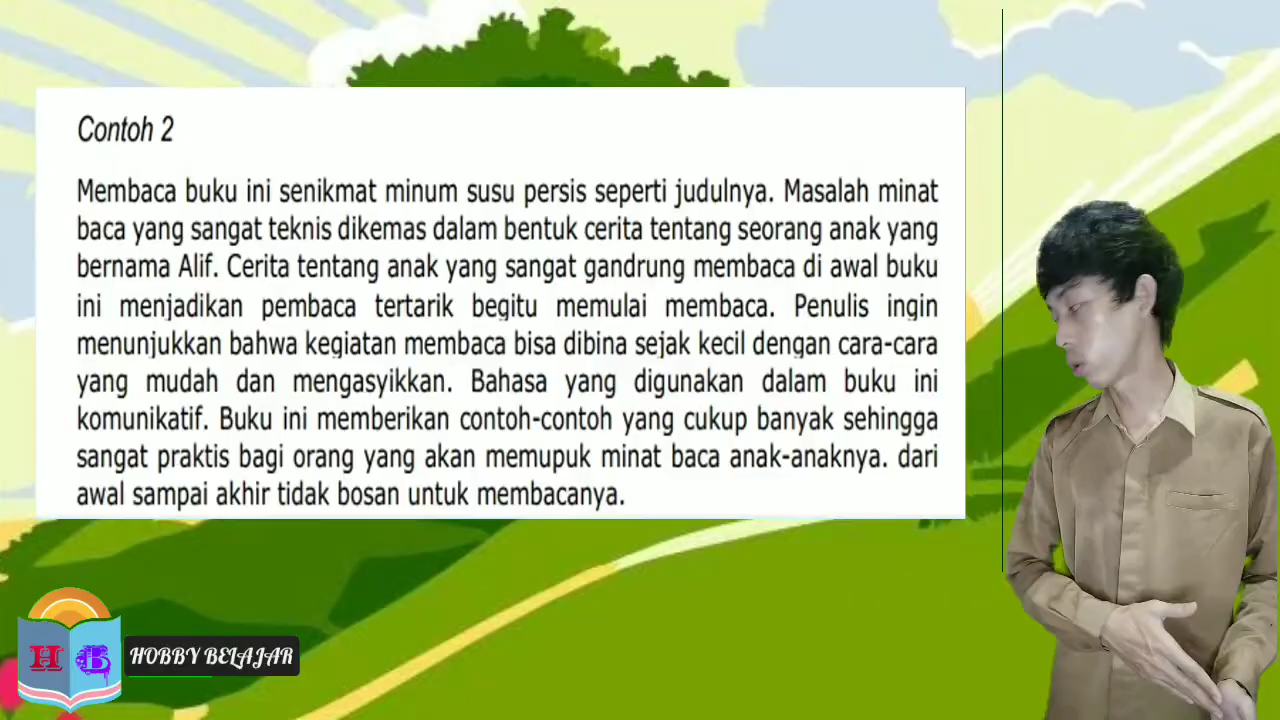 Contoh 2
Membaca buku ini senikmat minum susu persis seperti judulnya. Masalah minat
baca yang sangat teknis dikemas dalam bentuk cerita tentang seorang anak yang
bernama Alif. Cerita tentang anak yang sangat gandrung membaca di awal buku
ini menjadikan pembaca tertarik begitu memulai membaca. Penulis ingin
menunjukkan bahwa kegiatan membaca bisa dibina sejak kecil dengan cara-cara
yang mudah dan mengasyikkan. Bahasa yang digunakan dalam buku ini
komunikatif. Buku ini memberikan contoh-contoh yang cukup banyak sehingga
sangat praktis bagi orang yang akan memupuk minat baca anak-anaknya. dari
awal sampai akhir tidak bosan untuk membacanya.
H B
HOBBY BELAJAR